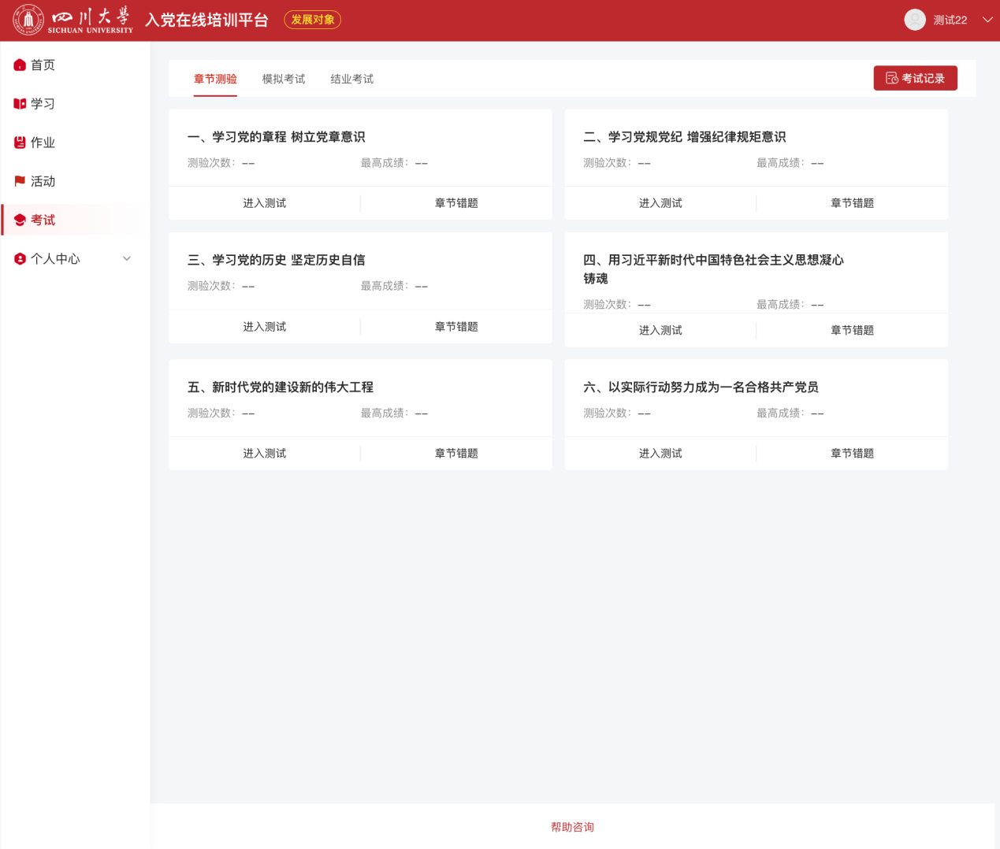 四川大學
SICHUAN UNIVERSITY
入党在线培训平台
发展对象
测试22
首页
学习
作业
活动
考试
个人中心
章节测验 模拟考试 结业考试
考试记录
一、学习党的章程 树立党章意识
测验次数: -- 最高成绩: --
进入测试 章节错题
二、学习党规党纪 增强纪律规矩意识
测验次数: -- 最高成绩: --
进入测试 章节错题
三、学习党的历史 坚定历史自信
测验次数: -- 最高成绩: --
进入测试 章节错题
四、用习近平新时代中国特色社会主义思想凝心
铸魂
测验次数: -- 最高成绩: --
进入测试 章节错题
五、新时代党的建设新的伟大工程
测验次数: -- 最高成绩: --
进入测试 章节错题
六、以实际行动努力成为一名合格共产党员
测验次数: -- 最高成绩: --
进入测试 章节错题
帮助咨询